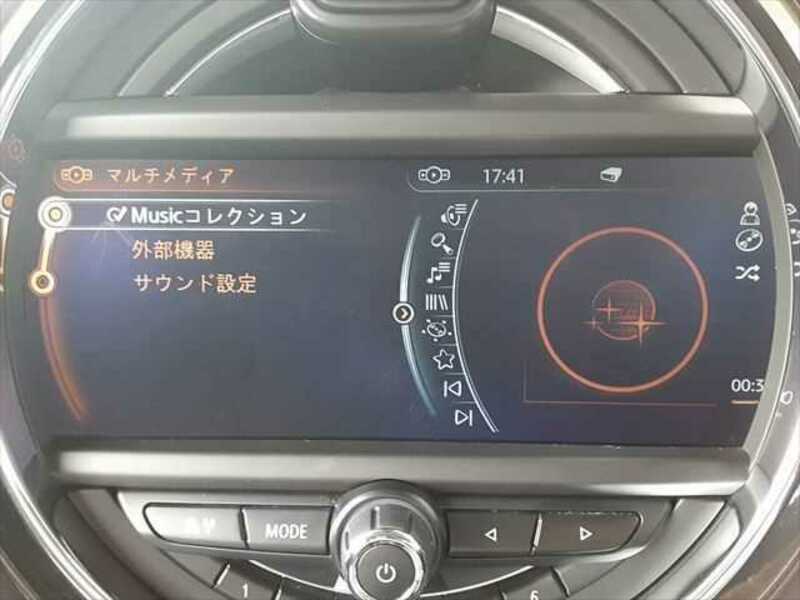 マルチメディア
17:41
Musicコレクション
外部機器
サウンド設定
00:3
MODE
1
6